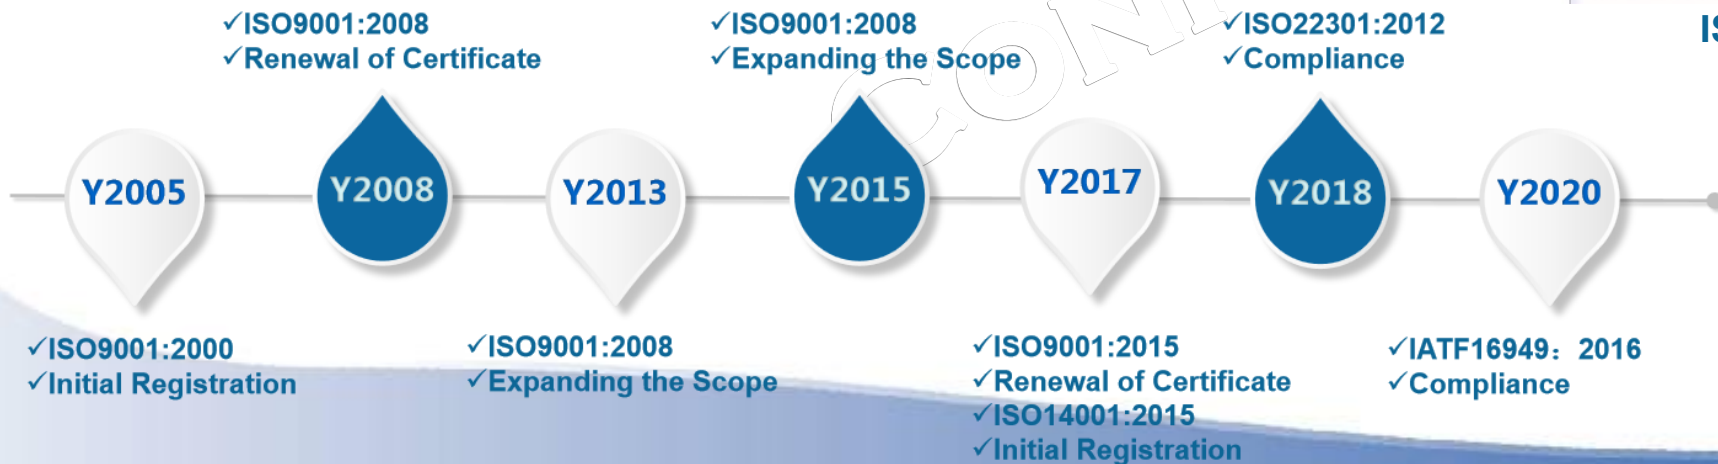 ✓ISO9001:2008
✓Renewal of Certificate
✓ISO9001:2008
✓Expanding the Scope
✓ISO22301:2012
✓Compliance
Y2005
Y2008
Y2013
Y2015
Y2017
Y2018
Y2020
✓ISO9001:2000
✓Initial Registration
✓ISO9001:2008
✓Expanding the Scope
✓ISO9001:2015
✓Renewal of Certificate
✓ISO14001:2015
✓Initial Registration
✓IATF16949：2016
✓Compliance